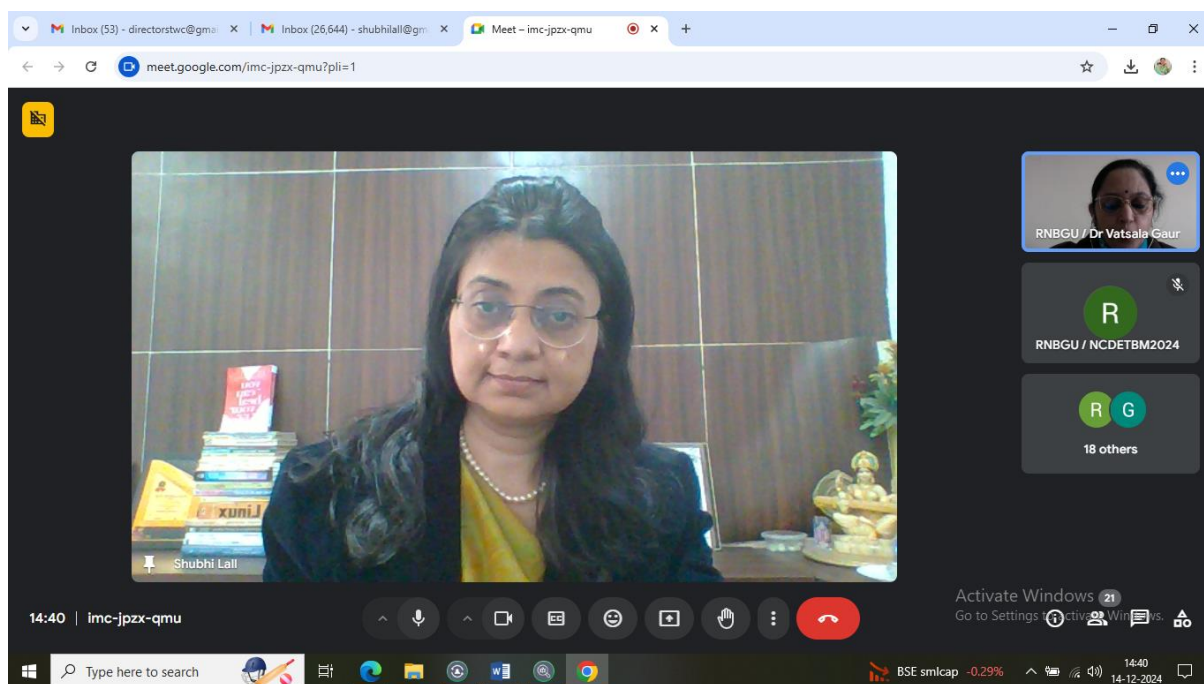 Inbox (53) - directorstwc@gma
Inbox (26,644) - shubhilall@gm
Meet – imc-jpzx-qmu
meet.google.com/imc-jpzx-qmu?pli=1
RNBGU / Dr Vatsala Gaur
R
RNBGU / NCDETBM2024
R G
18 others
Linux
Shubhi Lall
14:40 | imc-jpzx-qmu
Activate Windows
21
Go to Settings to activate Windows.
Type here to search
BSE smlcap -0.29%
14:40
14-12-2024